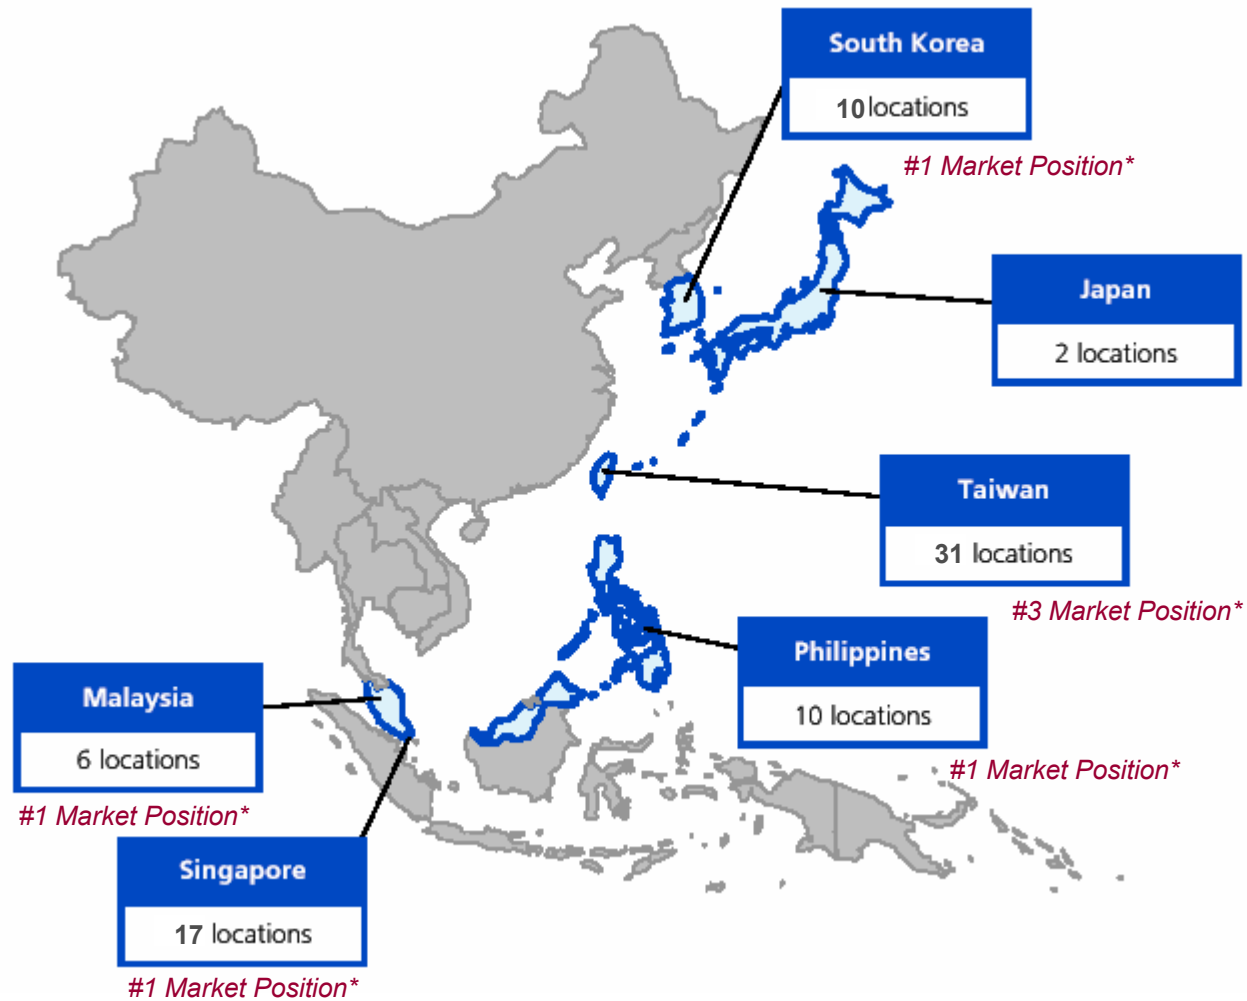 South Korea
10 locations
#1 Market Position*
Japan
2 locations
Taiwan
31 locations
#3 Market Position*
Philippines
10 locations
#1 Market Position*
Malaysia
6 locations
#1 Market Position*
Singapore
17 locations
#1 Market Position*